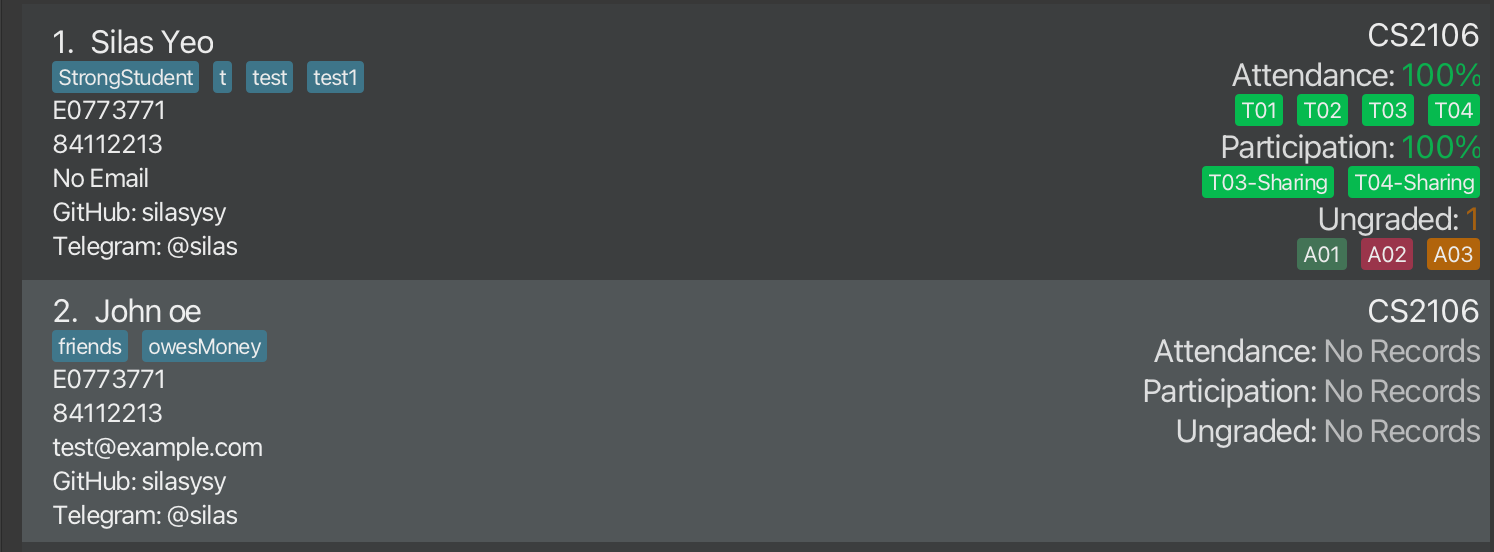 1. Silas Yeo
StrongStudent t test test1
E0773771
84112213
No Email
GitHub: silasysy
Telegram: @silas
CS2106
Attendance: 100%
T01 T02 T03 T04
Participation: 100%
T03-Sharing T04-Sharing
Ungraded: 1
A01 A02 A03
2. John oe
friends owesMoney
E0773771
84112213
test@example.com
GitHub: silasysy
Telegram: @silas
CS2106
Attendance: No Records
Participation: No Records
Ungraded: No Records